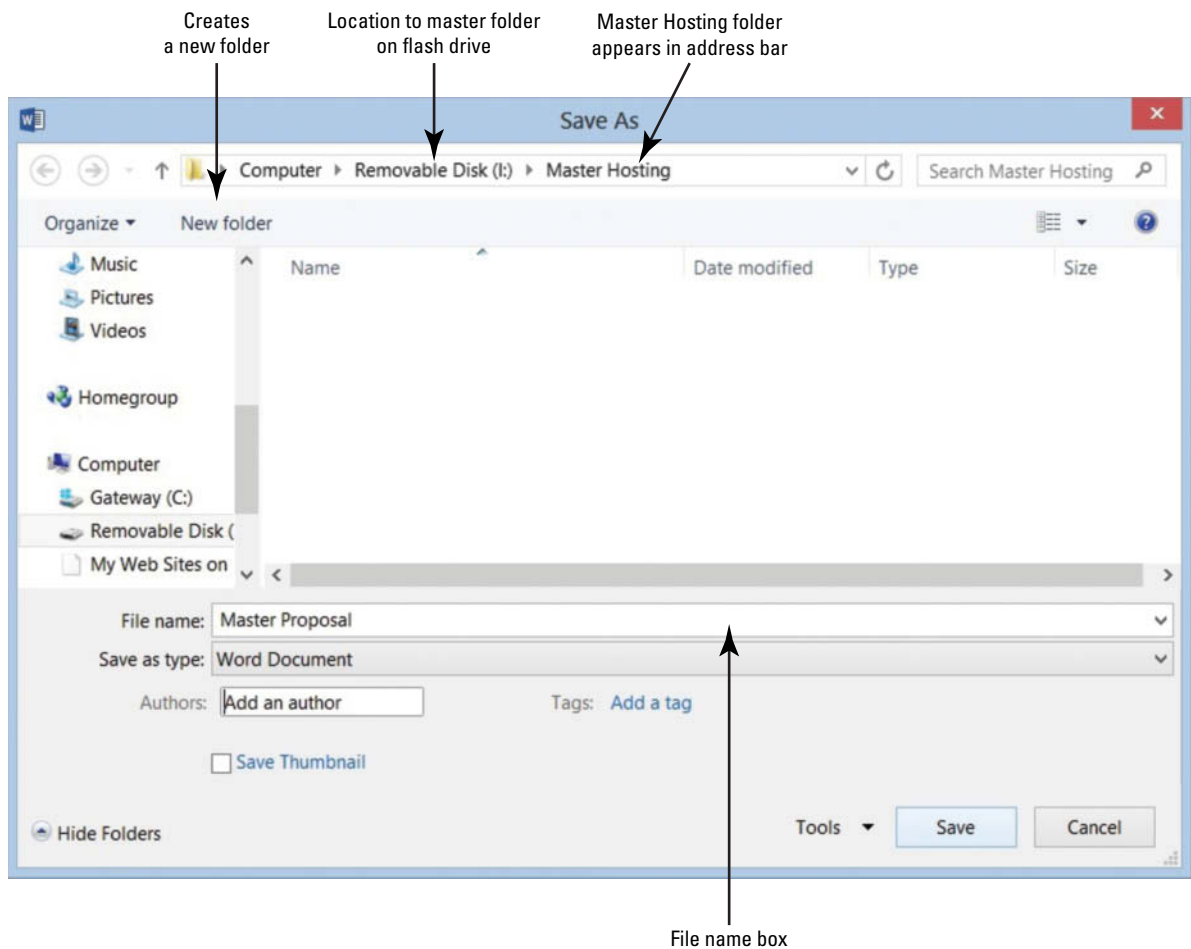 Creates
a new folder
Location to master folder
on flash drive
Master Hosting folder
appears in address bar
W
Save As
Computer Removable Disk (I:) Master Hosting
Search Master Hosting
Organize
New folder
Music
Pictures
Videos
Homegroup
Computer
Gateway (C:)
Removable Disk (
My Web Sites on
Name
Date modified
Type
Size
File name: Master Proposal
Save as type: Word Document
Authors: Add an author
Tags: Add a tag
Save Thumbnail
Hide Folders
Tools
Save
Cancel
File name box